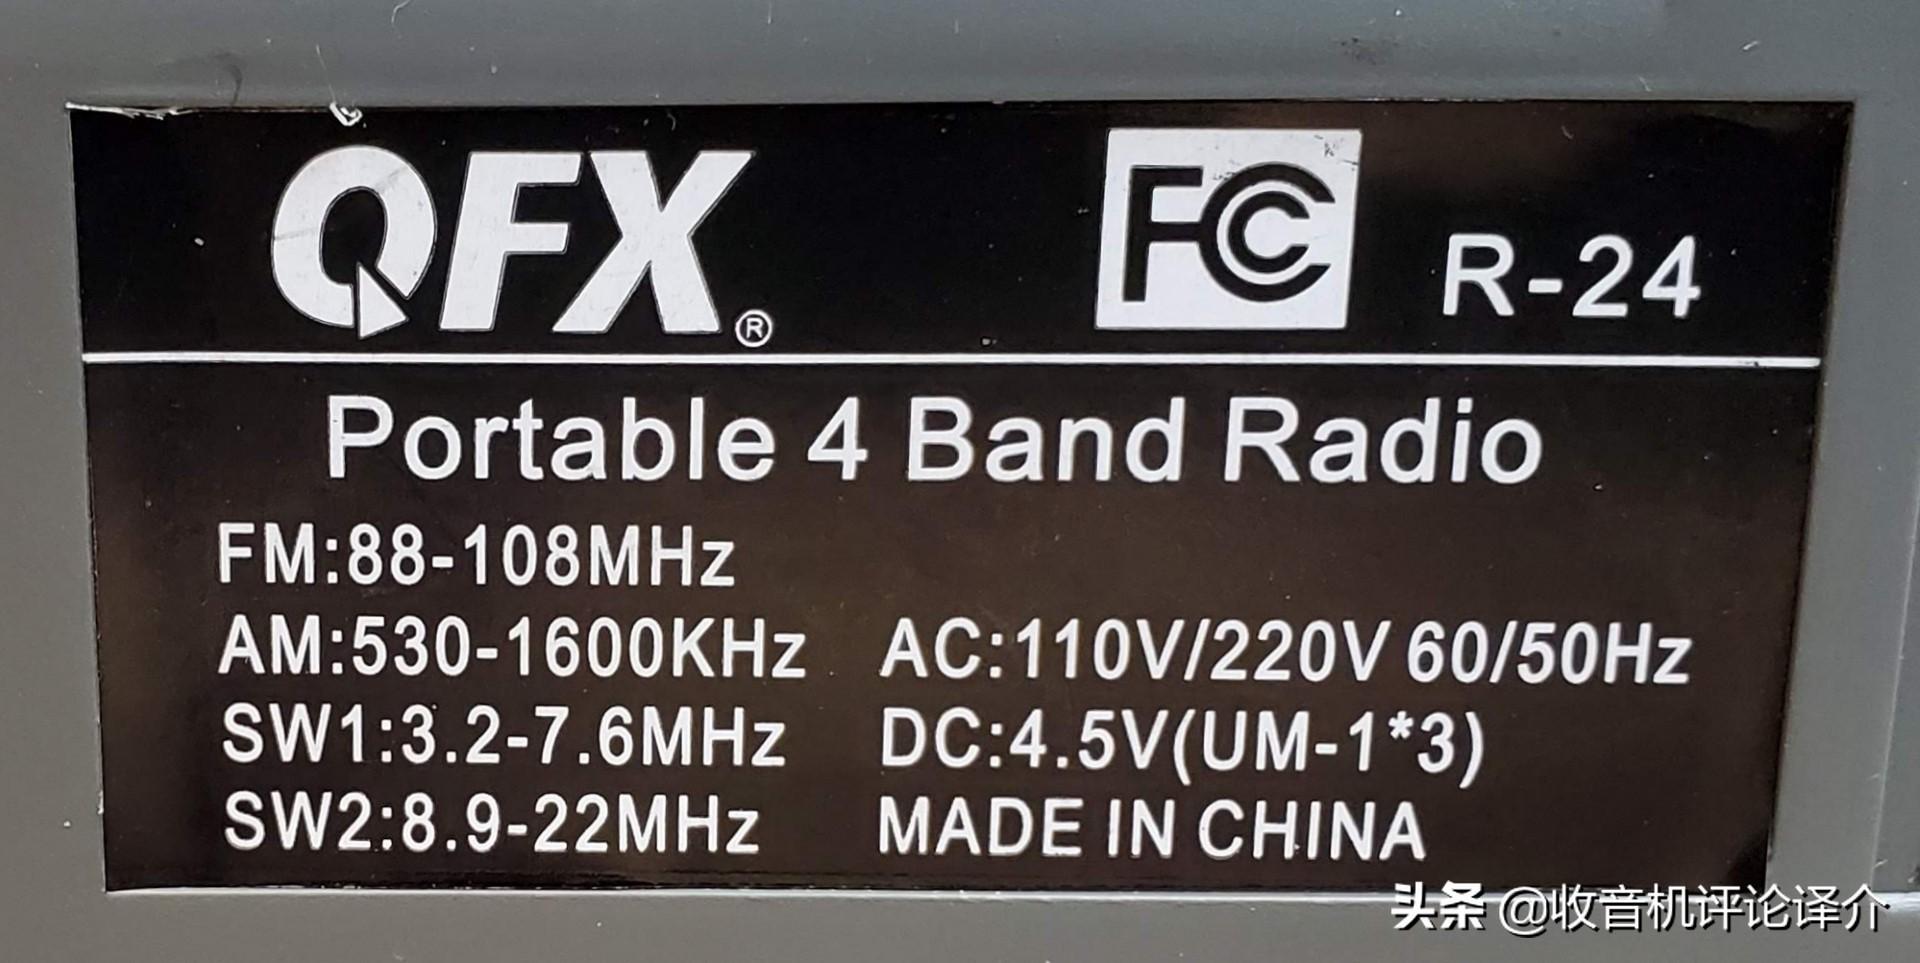 QFX®
FC R-24
Portable 4 Band Radio
FM:88-108MHz
AM:530-1600KHz
SW1:3.2-7.6MHz
SW2:8.9-22MHz
AC:110V/220V 60/50Hz
DC:4.5V(UM-1*3)
MADE IN CHINA
头条 @收音机评论译介